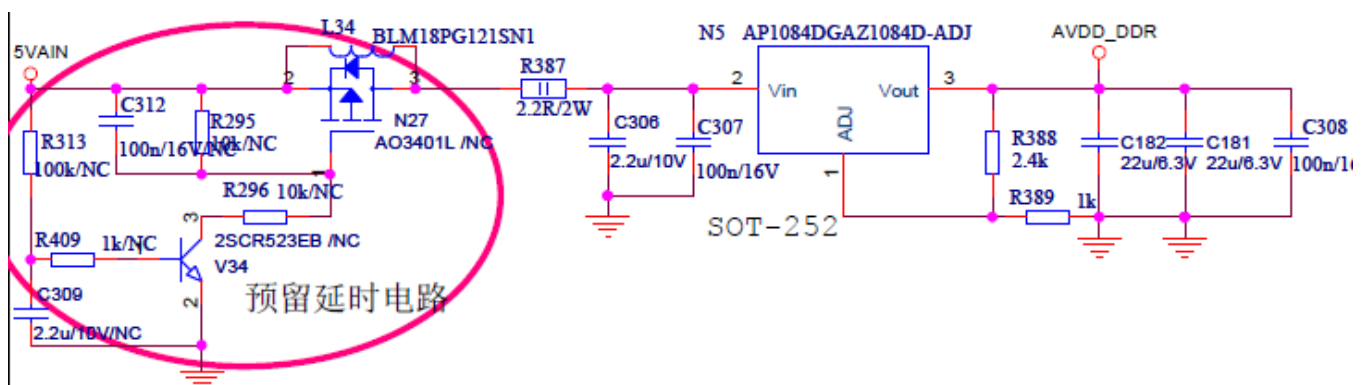 L34
BLM18PG121SN1
5VAIN
2
3
C312
100n/16V/NC
R295
R313
100k/NC
N27
AO3401L /NC
1
R296
10k/NC
3
2SCR523EB /NC
V34
R409
1k/NC
1
2
C309
2.2u/10V/NC
预留延时电路
R387
2.2R/2W
C306
2.2u/10V
C307
100n/16V
N5
AP1084DGAZ1084D-ADJ
2
Vin
Vout
3
ADJ
1
SOT-252
AVDD_DDR
R388
2.4k
R389
1k
C182
22u/6.3V
C181
22u/6.3V
C308